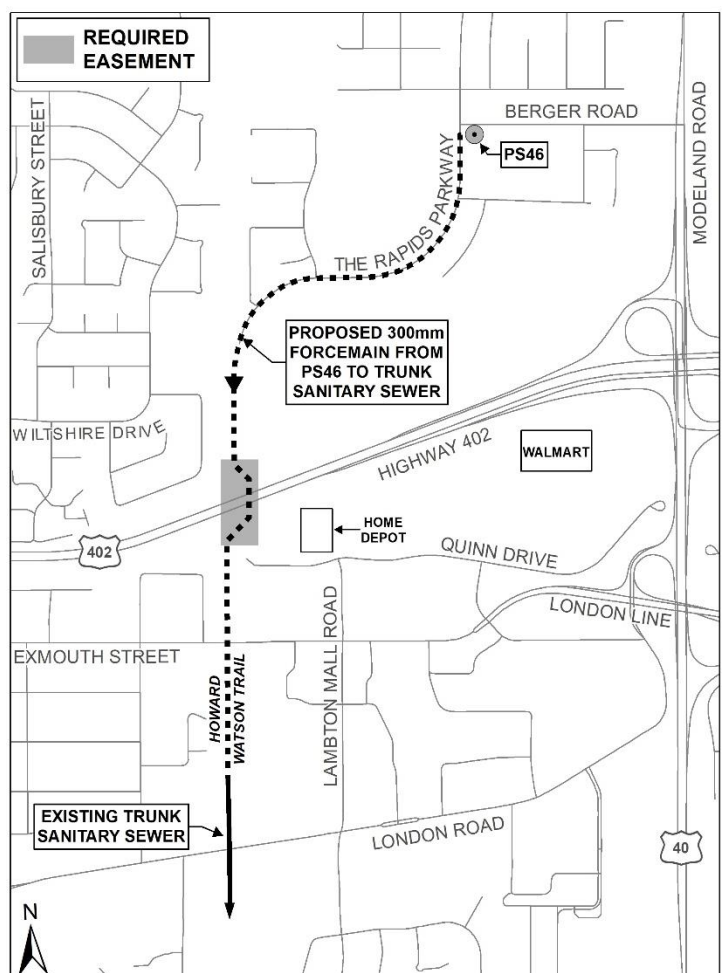 REQUIRED
EASEMENT
BERGER ROAD
PS46
SALISBURY STREET
THE RAPIDS PARKWAY
MODELAND ROAD
PROPOSED 300mm
FORCEMAIN FROM
PS46 TO TRUNK
SANITARY SEWER
WILTSHIRE DRIVE
HIGHWAY 402
WALMART
402
HOME
DEPOT
QUINN DRIVE
LONDON LINE
EXMOUTH STREET
HOWARD
WATSON TRAIL
LAMBTON MALL ROAD
EXISTING TRUNK
SANITARY SEWER
LONDON ROAD
40
N